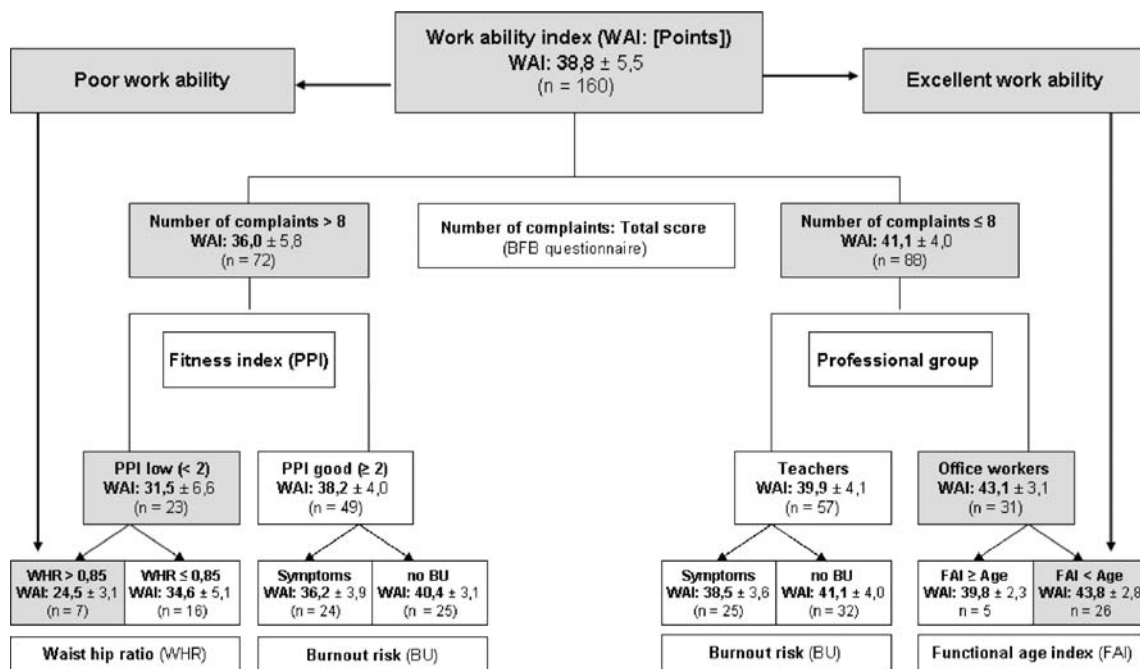 Work ability index (WAI: [Points])
WAI: 38,8 ± 5,5
(n = 160)
Poor work ability
Excellent work ability
Number of complaints > 8
WAI: 36,0 ± 5,8
(n = 72)
Number of complaints: Total score
(BFB questionnaire)
Number of complaints ≤ 8
WAI: 41,1 ± 4,0
(n = 88)
Fitness index (PPI)
Professional group
PPI low (< 2)
WAI: 31,5 ± 6,6
(n = 23)
PPI good (≥ 2)
WAI: 38,2 ± 4,0
(n = 49)
Teachers
WAI: 39,9 ± 4,1
(n = 57)
Office workers
WAI: 43,1 ± 3,1
(n = 31)
WHR > 0,85
WAI: 24,5 ± 3,1
(n = 7)
WHR ≤ 0,85
WAI: 34,6 ± 5,1
(n = 16)
Symptoms
WAI: 36,2 ± 3,9
(n = 24)
no BU
WAI: 40,4 ± 3,1
(n = 25)
Symptoms
WAI: 38,5 ± 3,6
(n = 25)
no BU
WAI: 41,1 ± 4,0
(n = 32)
FAI ≥ Age
WAI: 39,8 ± 2,3
n = 5
FAI < Age
WAI: 43,8 ± 2,8
n = 26
Waist hip ratio (WHR)
Burnout risk (BU)
Burnout risk (BU)
Functional age index (FAI)